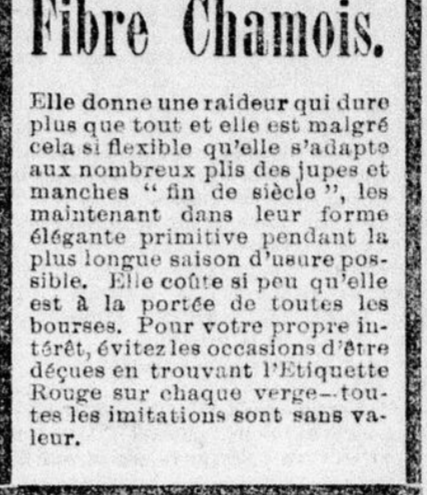 Fibre Chamois.
Elle donne une raideur qui dure
plus que tout et elle est malgré
cela si flexible qu'elle s'adapte
aux nombreux plis des jupes et
manches “ fin de siècle ”, les
maintenant dans leur forme
élégante primitive pendant la
plus longue saison d'usure pos-
sible. Elle coûte si peu qu'elle
est à la portée de toutes les
bourses. Pour votre propre in-
térêt, évitez les occasions d'être
déçues en trouvant l'Etiquette
Rouge sur chaque verge—tou-
tes les imitations sont sans va-
leur.